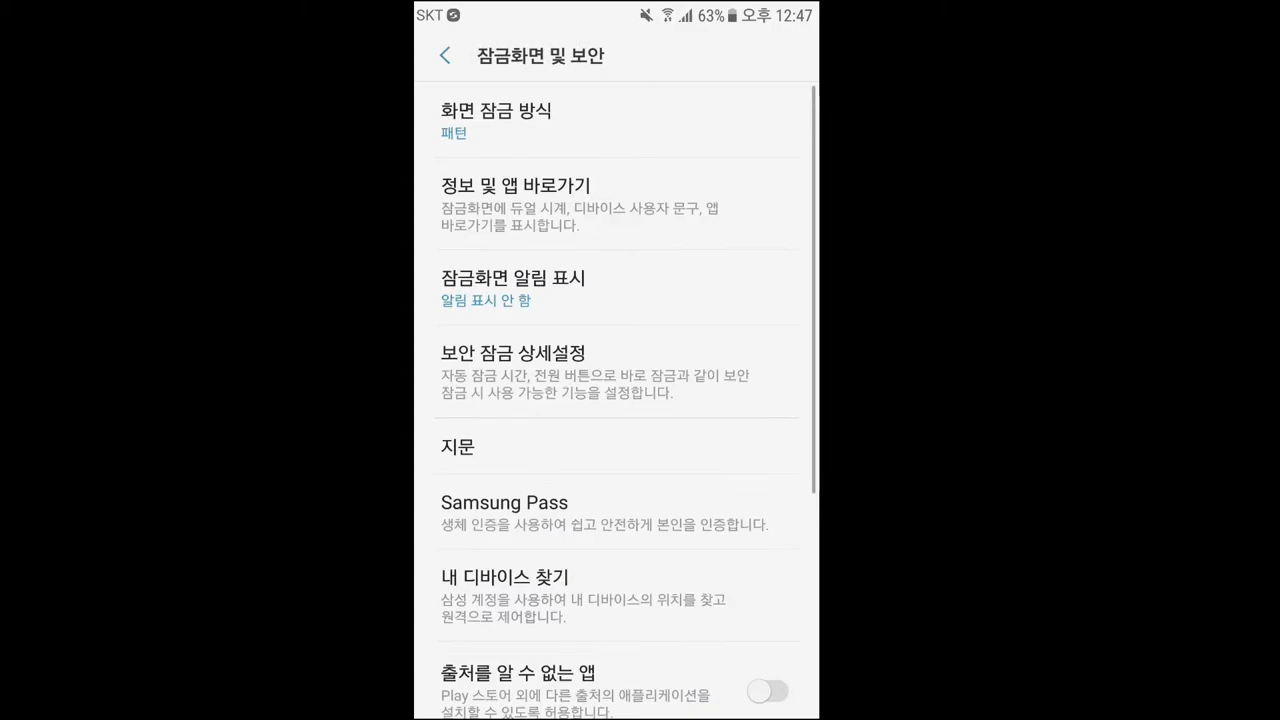 SKT 63% 오후 12:47
잠금화면 및 보안
화면 잠금 방식
패턴
정보 및 앱 바로가기
잠금화면에 듀얼 시계, 디바이스 사용자 문구, 앱
바로가기를 표시합니다.
잠금화면 알림 표시
알림 표시 안 함
보안 잠금 상세설정
자동 잠금 시간, 전원 버튼으로 바로 잠금과 같이 보안
잠금 시 사용 가능한 기능을 설정합니다.
지문
Samsung Pass
생체 인증을 사용하여 쉽고 안전하게 본인을 인증합니다.
내 디바이스 찾기
삼성 계정을 사용하여 내 디바이스의 위치를 찾고
원격으로 제어합니다.
출처를 알 수 없는 앱
Play 스토어 외에 다른 출처의 애플리케이션을
설치할 수 있도록 허용합니다.